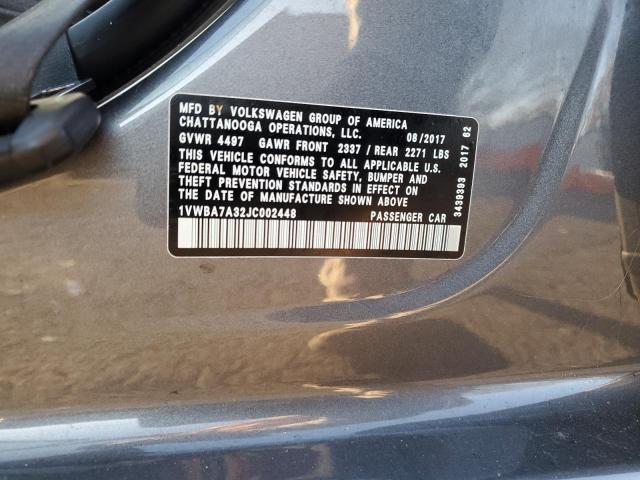 MFD BY VOLKSWAGEN GROUP OF AMERICA
CHATTANOOGA OPERATIONS, LLC. 08/2017
GVWR 4497 GAWR FRONT 2337/REAR 2271 LBS
THIS VEHICLE CONFORMS TO ALL APPLICABLE U.S.
FEDERAL MOTOR VEHICLE SAFETY, BUMPER AND
THEFT PREVENTION STANDARDS IN EFFECT ON
THE DATE OF MANUFACTURE SHOWN ABOVE
1VWBA7A32JC002448 PASSENGER CAR
3439393 2017 62